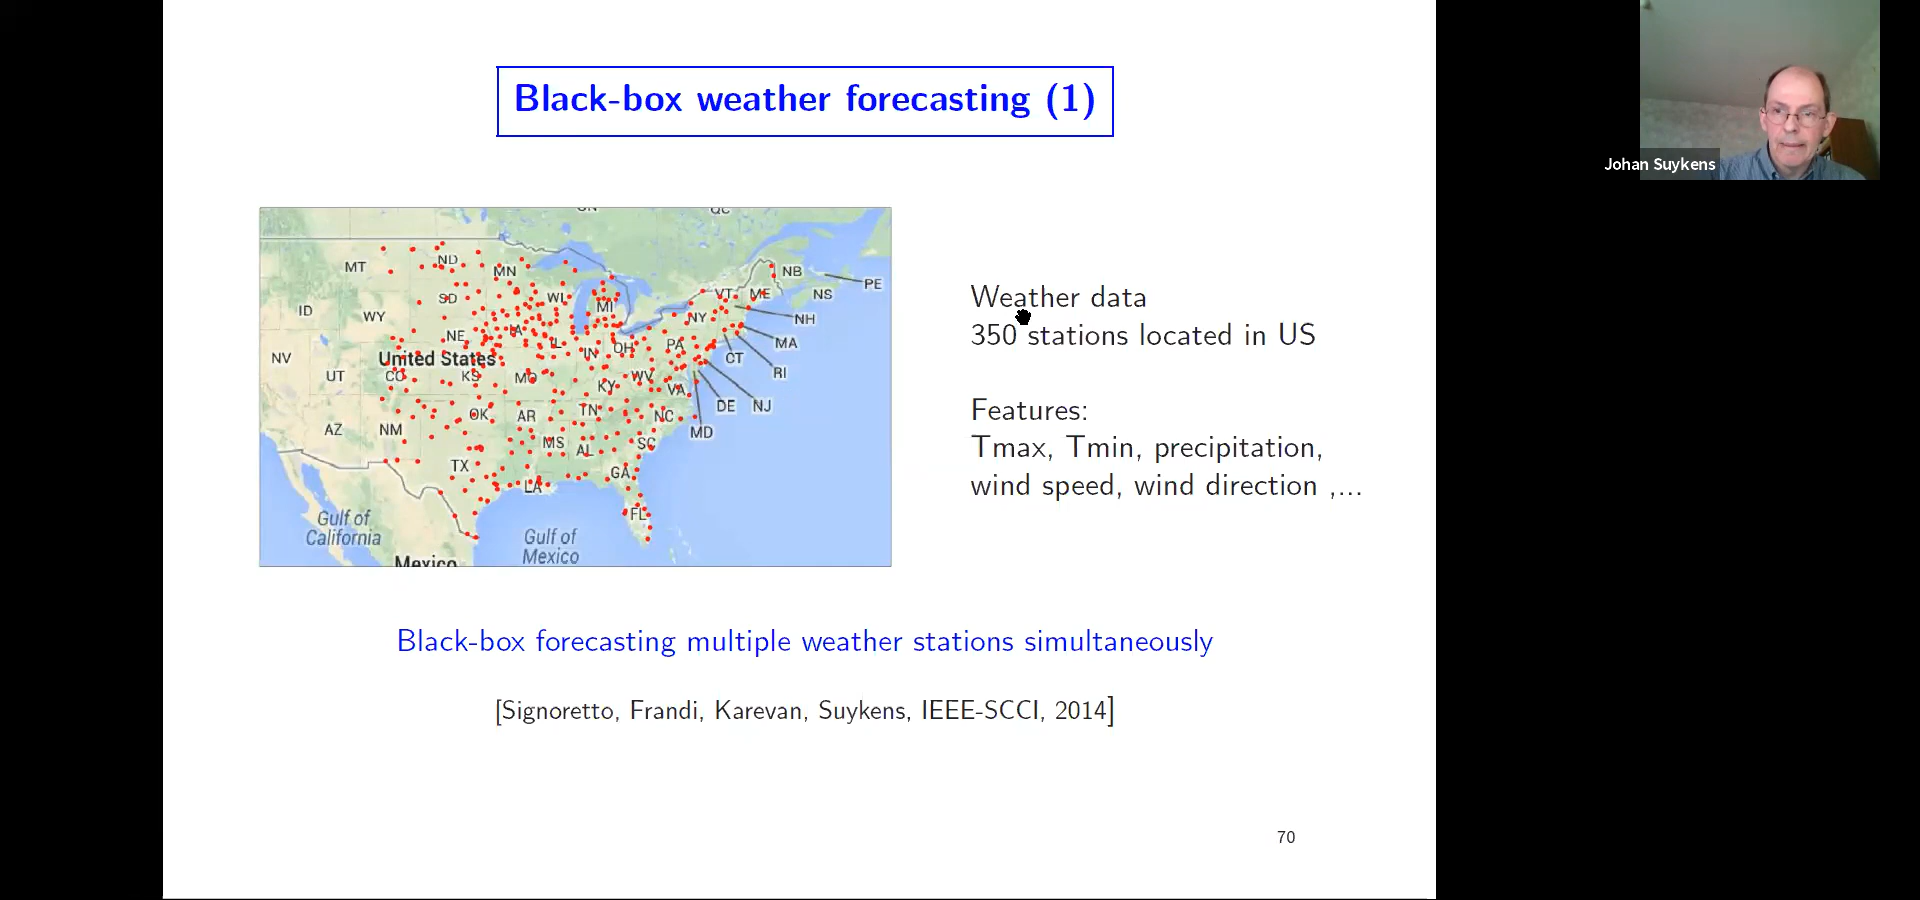 Black-box weather forecasting (1)
Johan Suykens
ON
QC
MT
ND
MN
NB
PE
ID
SD
WI
MI
VT
ME
NS
WY
NY
NH
NE
IA
NV
United States
IL
IN
OH
PA
MA
CT
UT
CO
KS
MO
KY
WV
VA
RI
AZ
NM
OK
AR
TN
NC
DE
NJ
MD
MS
AL
SC
TX
LA
GA
FL
Gulf of
California
Gulf of
Mexico
Mexico
Weather data
350 stations located in US
Features:
Tmax, Tmin, precipitation,
wind speed, wind direction ,...
Black-box forecasting multiple weather stations simultaneously
[Signoretto, Frandi, Karevan, Suykens, IEEE-SCCI, 2014]
70